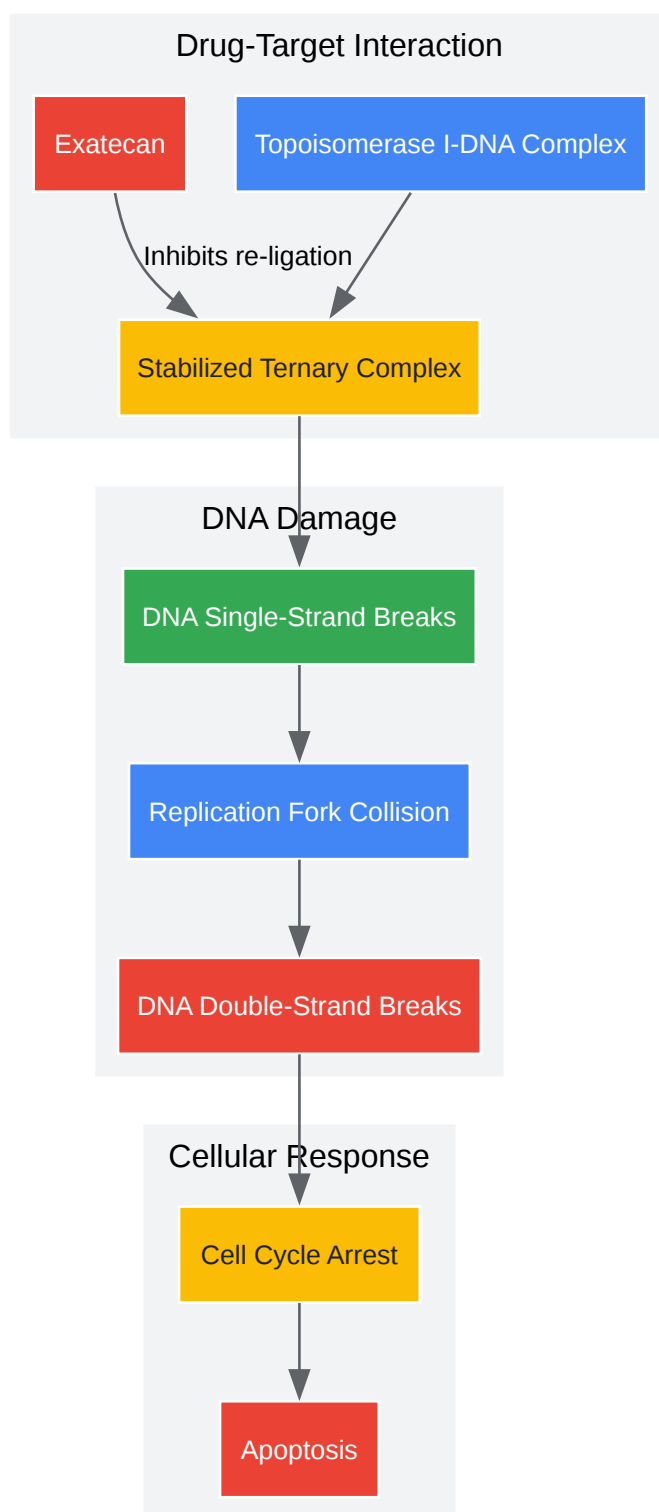 Drug-Target Interaction
Exatecan
Topoisomerase I-DNA Complex
Inhibits re-ligation
Stabilized Ternary Complex
DNA Damage
DNA Single-Strand Breaks
Replication Fork Collision
DNA Double-Strand Breaks
Cellular Response
Cell Cycle Arrest
Apoptosis